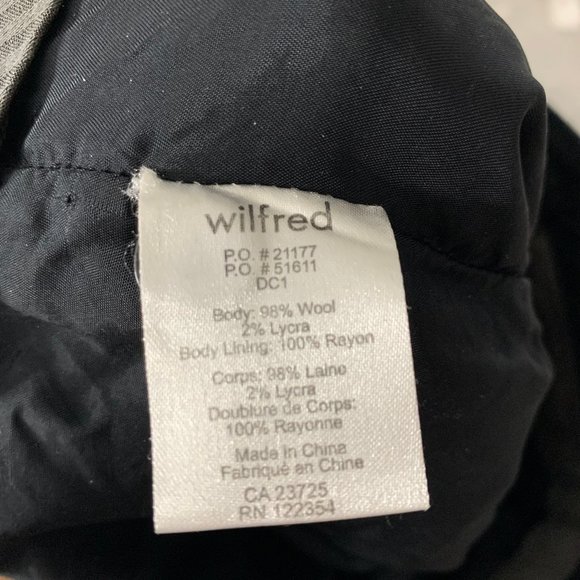 wilfred
P.O. # 21177
P.O. # 51611
DC1
Body: 98% Wool
2% Lycra
Body Lining: 100% Rayon
Corps: 98% Laine
2% Lycra
Doublure de Corps:
100% Rayonne
Made in China
Fabriqué en Chine
CA 23725
RN 122354